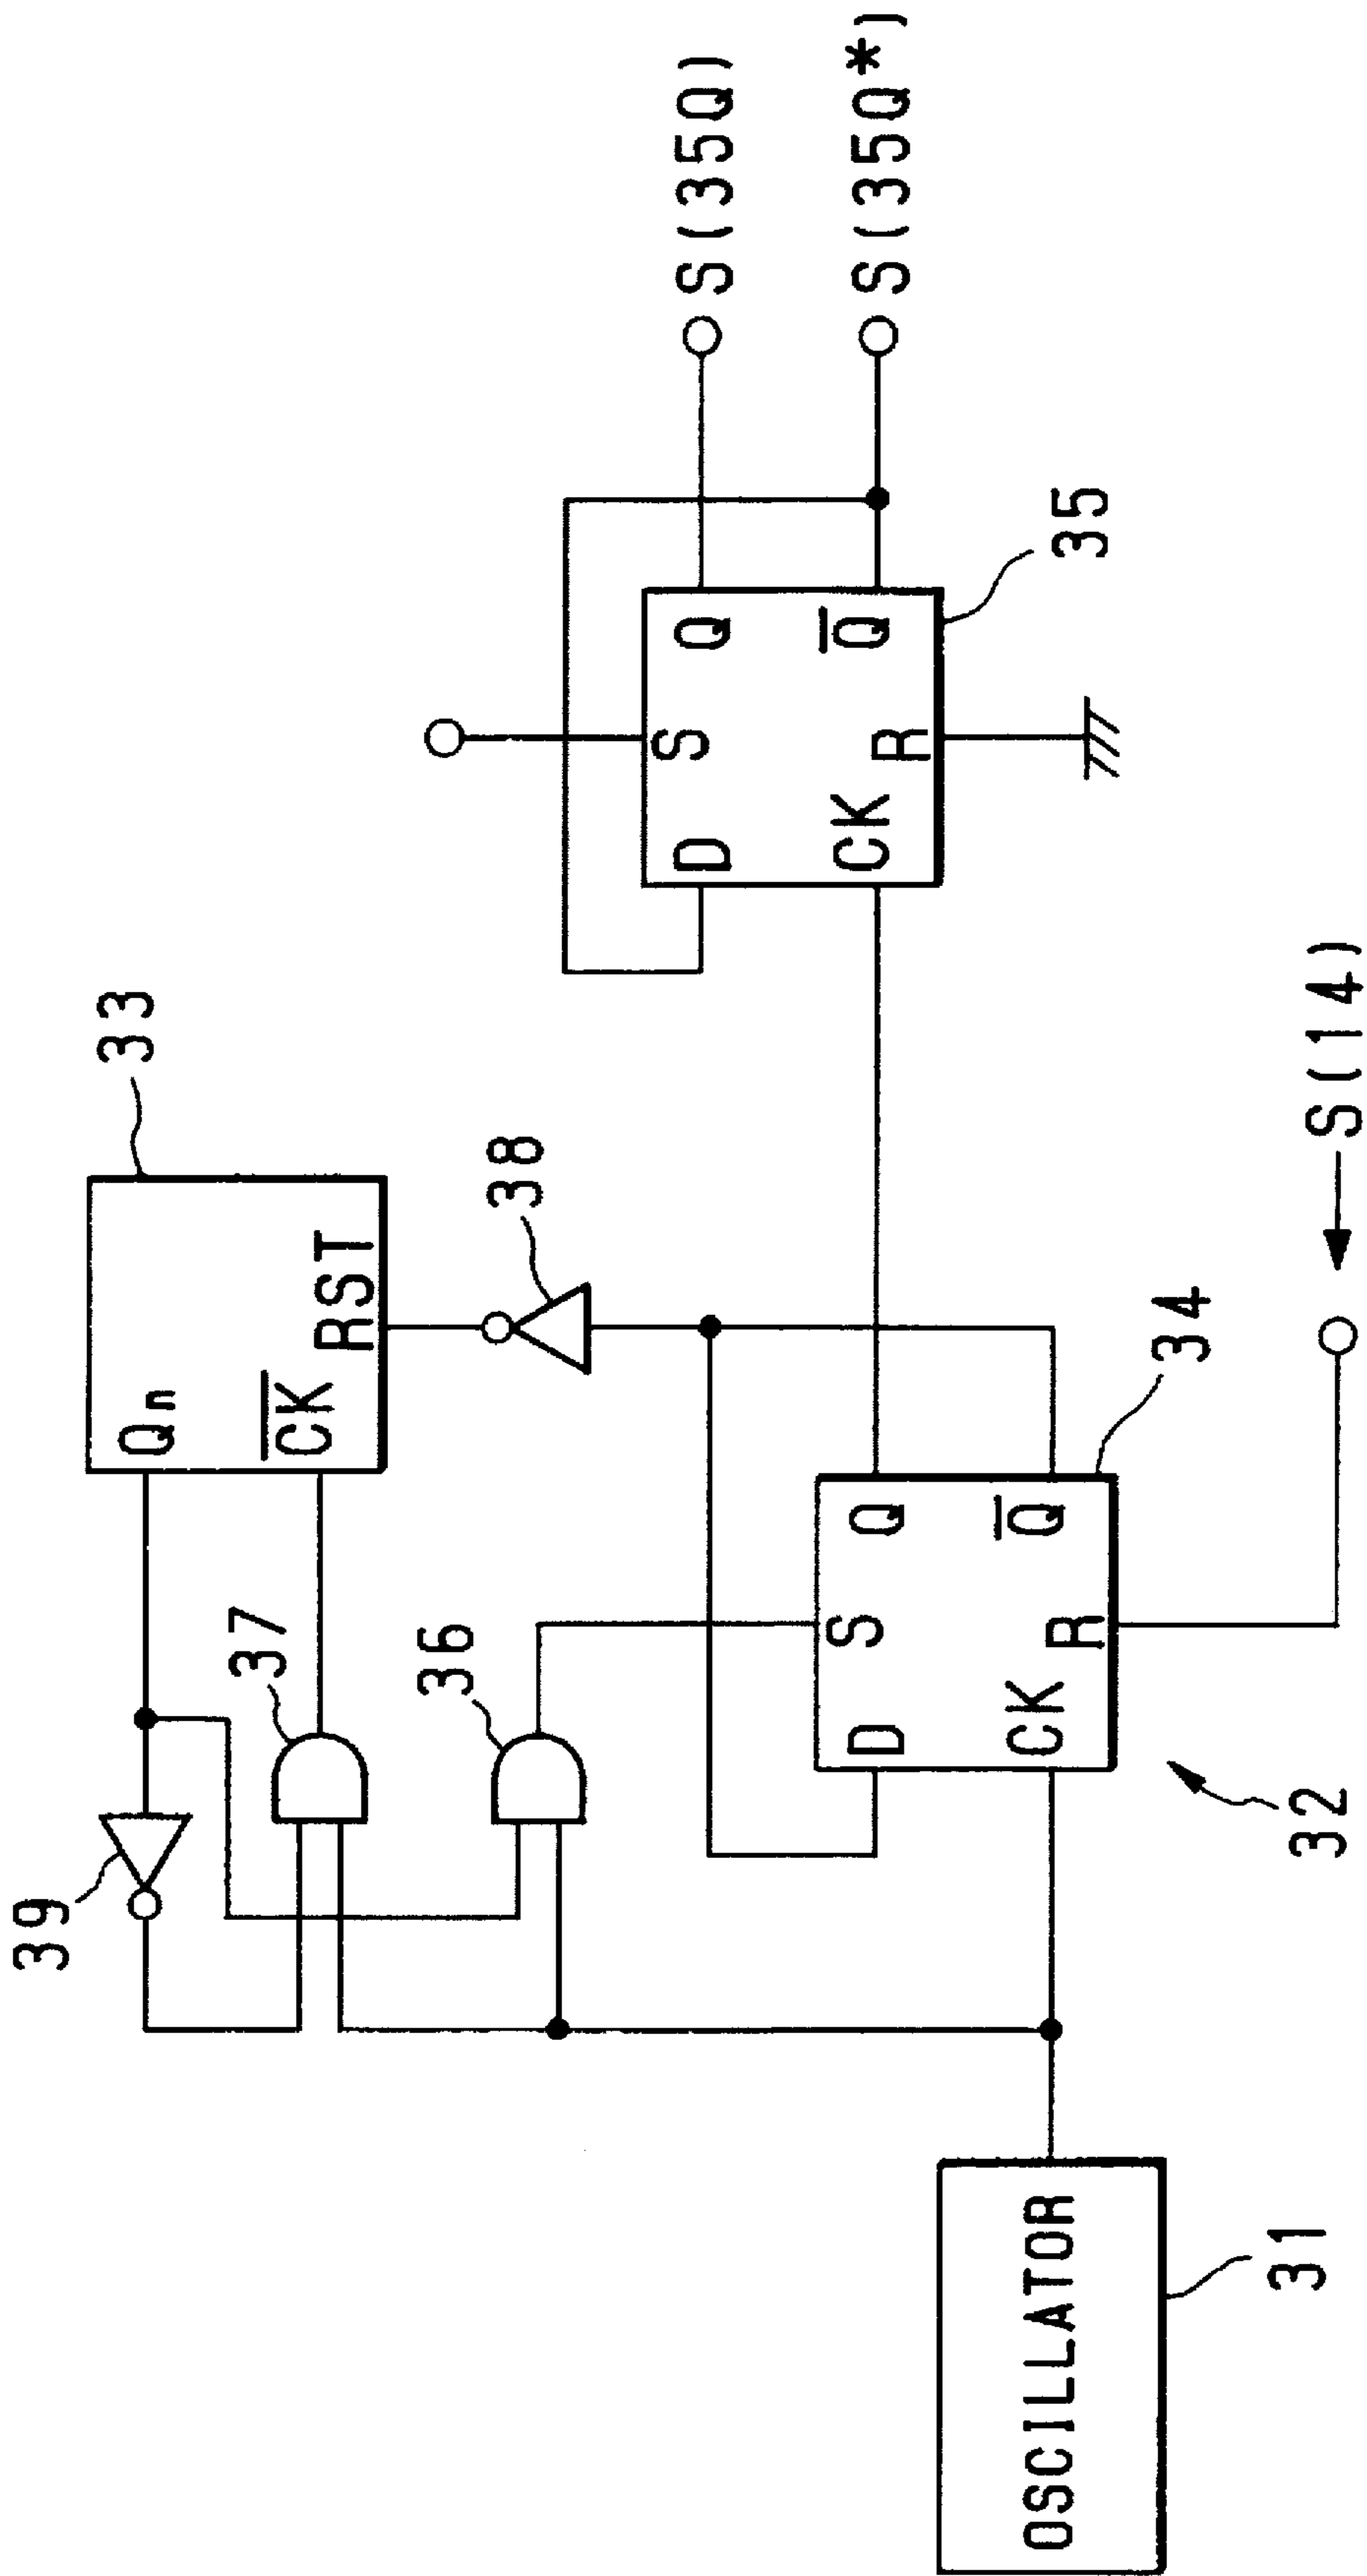 39
37
33
Qn
CK
RST
36
38
S
D
Q
CK
R
Q
34
32
S
D
Q
CK
R
Q
35
S(35Q)
S(35Q*)
S(14)
OSCILLATOR
31